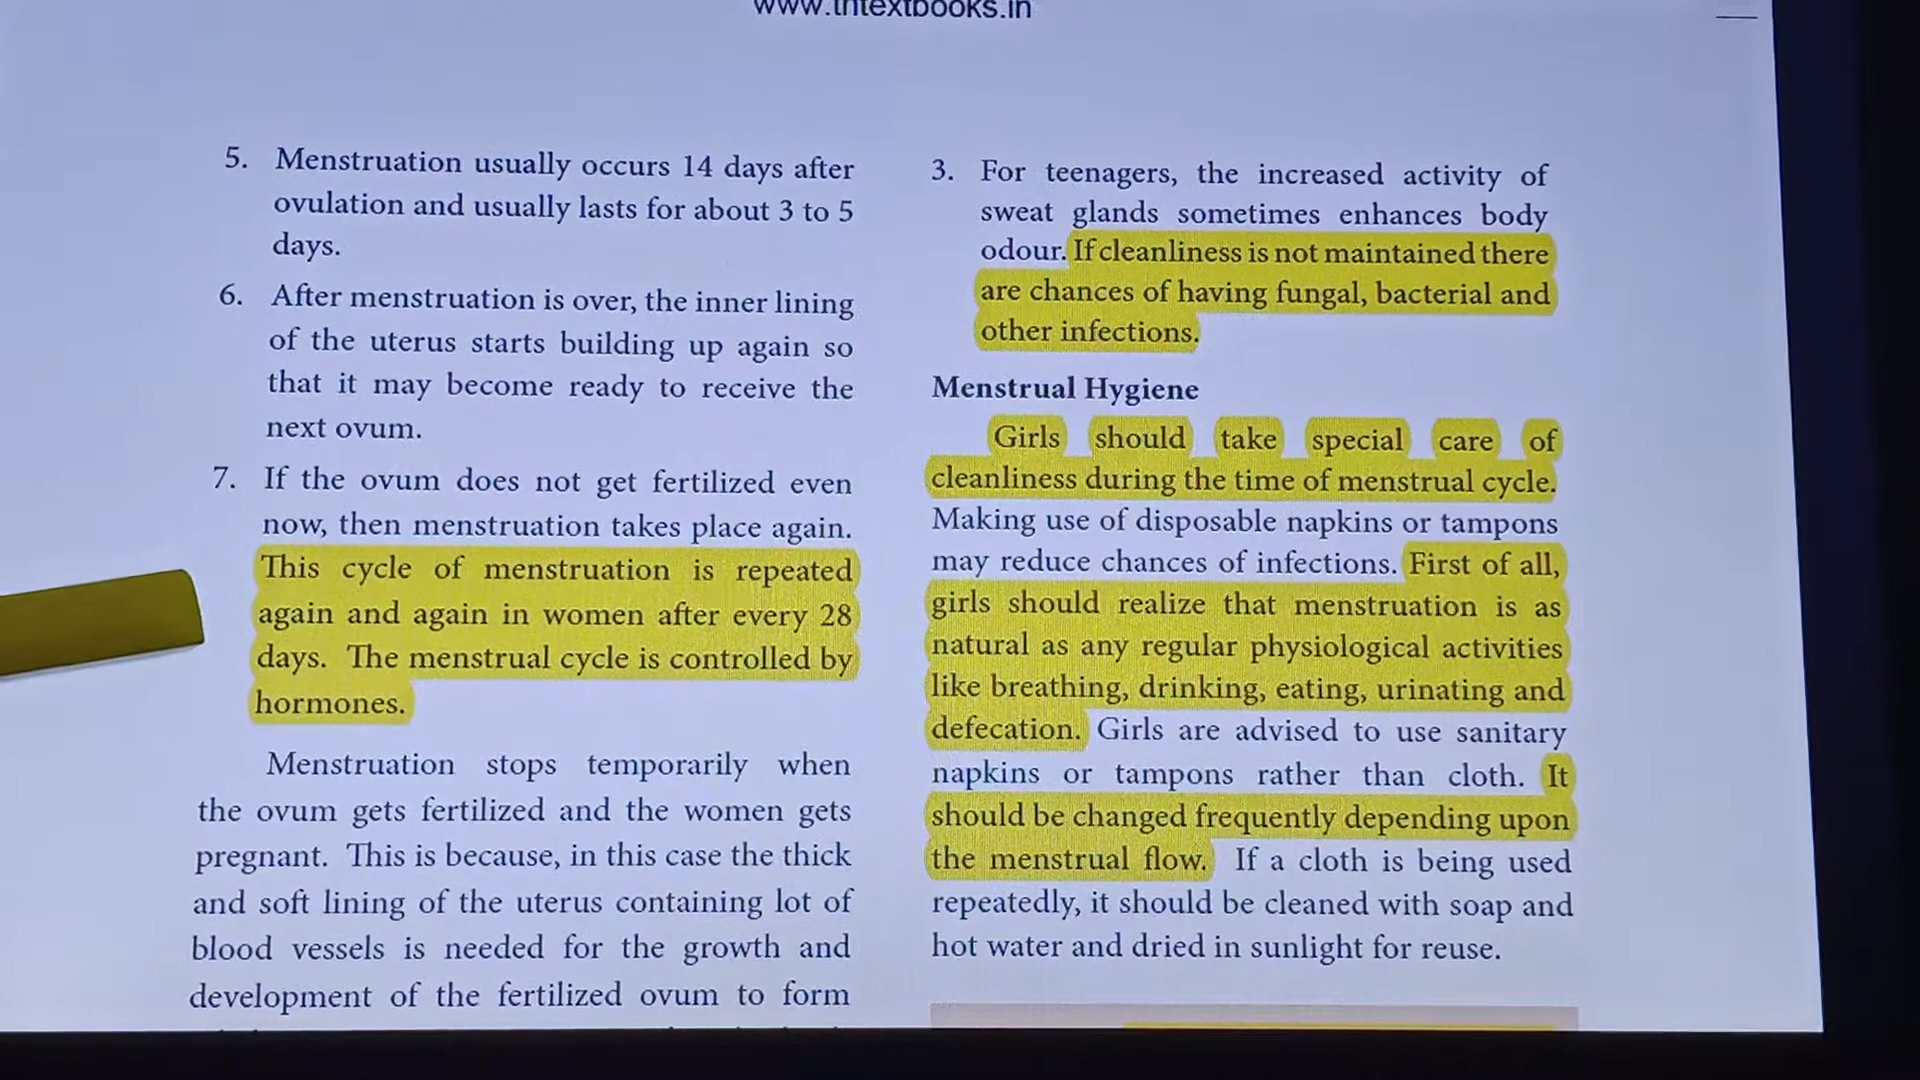 www.tntextbooks.in
5. Menstruation usually occurs 14 days after
ovulation and usually lasts for about 3 to 5
days.
6. After menstruation is over, the inner lining
of the uterus starts building up again so
that it may become ready to receive the
next ovum.
7. If the ovum does not get fertilized even
now, then menstruation takes place again.
This cycle of menstruation is repeated
again and again in women after every 28
days. The menstrual cycle is controlled by
hormones.
Menstruation stops temporarily when
the ovum gets fertilized and the women gets
pregnant. This is because, in this case the thick
and soft lining of the uterus containing lot of
blood vessels is needed for the growth and
development of the fertilized ovum to form
3. For teenagers, the increased activity of
sweat glands sometimes enhances body
odour. If cleanliness is not maintained there
are chances of having fungal, bacterial and
other infections.
Menstrual Hygiene
Girls should take special care of
cleanliness during the time of menstrual cycle.
Making use of disposable napkins or tampons
may reduce chances of infections. First of all,
girls should realize that menstruation is as
natural as any regular physiological activities
like breathing, drinking, eating, urinating and
defecation. Girls are advised to use sanitary
napkins or tampons rather than cloth. It
should be changed frequently depending upon
the menstrual flow. If a cloth is being used
repeatedly, it should be cleaned with soap and
hot water and dried in sunlight for reuse.